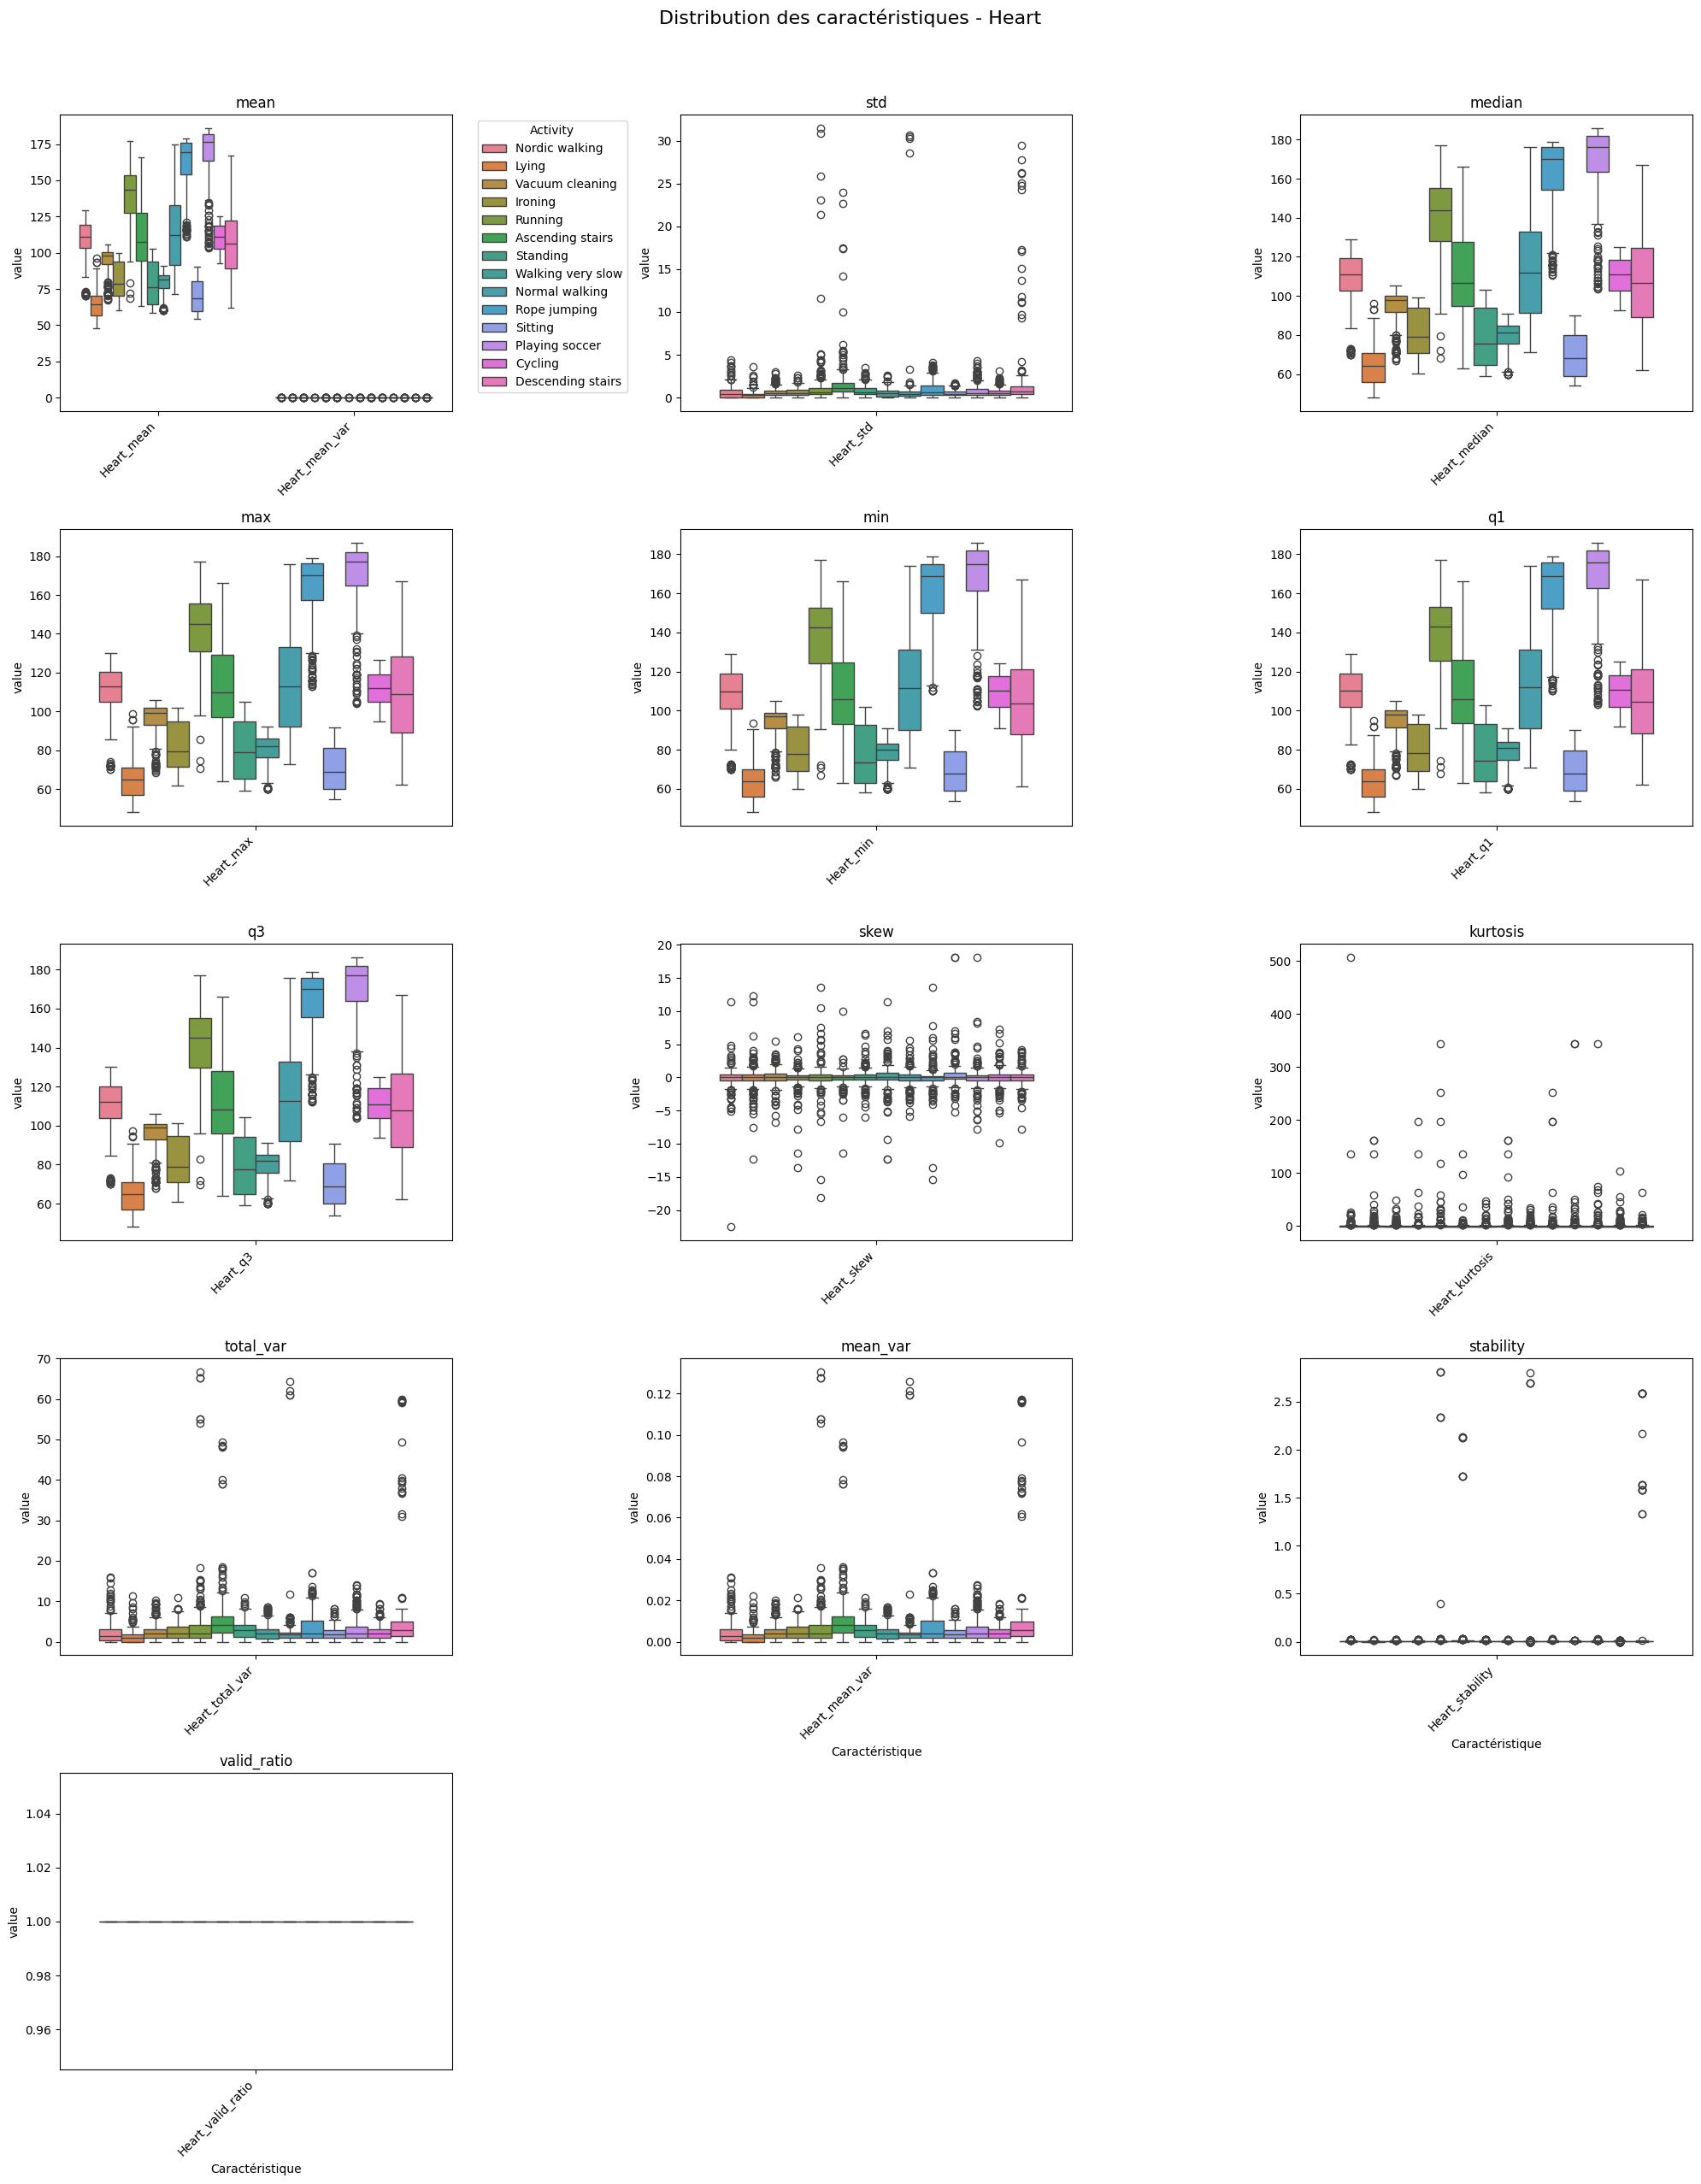 Distribution des caractéristiques - Heart
mean
value
175
150
125
100
75
50
25
0
Heart_mean
Heart_mean_var
Activity
Nordic walking
Lying
Vacuum cleaning
Ironing
Running
Ascending stairs
Standing
Walking very slow
Normal walking
Rope jumping
Sitting
Playing soccer
Cycling
Descending stairs
std
value
30
25
20
15
10
5
0
Heart_std
median
value
180
160
140
120
100
80
60
Heart_median
max
value
180
160
140
120
100
80
60
Heart_max
min
value
180
160
140
120
100
80
60
Heart_min
q1
value
180
160
140
120
100
80
60
Heart_q1
q3
value
180
160
140
120
100
80
60
Heart_q3
skew
value
20
15
10
5
0
−5
−10
−15
−20
Heart_skew
kurtosis
value
500
400
300
200
100
0
Heart_kurtosis
total_var
value
70
60
50
40
30
20
10
0
Heart_total_var
mean_var
value
0.12
0.10
0.08
0.06
0.04
0.02
0.00
Heart_mean_var
Caractéristique
stability
value
2.5
2.0
1.5
1.0
0.5
0.0
Heart_stability
Caractéristique
valid_ratio
value
1.04
1.02
1.00
0.98
0.96
Heart_valid_ratio
Caractéristique